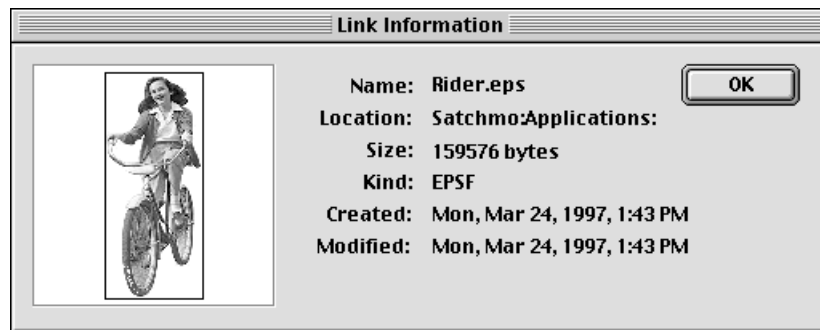 Link Information
Name: Rider.eps
OK
Location: Satchmo:Applications:
Size: 159576 bytes
Kind: EPSF
Created: Mon, Mar 24, 1997, 1:43 PM
Modified: Mon, Mar 24, 1997, 1:43 PM